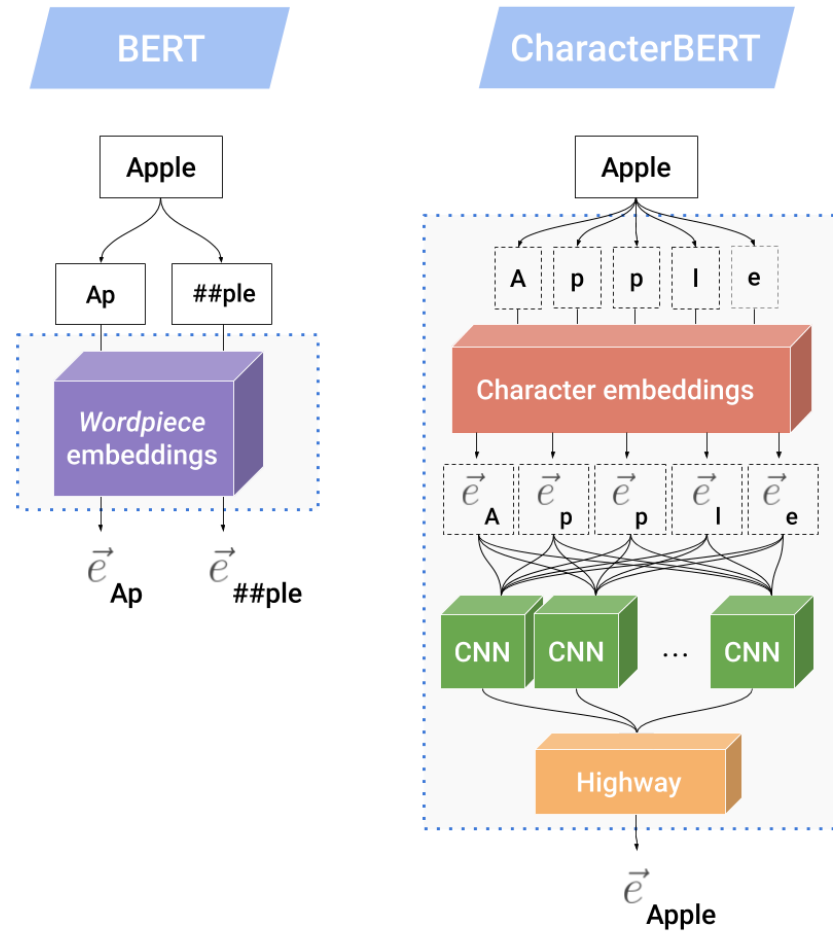 BERT
CharacterBERT
Apple
Ap
##ple
Wordpiece
embeddings
e⃗ Ap
e⃗ ##ple
Apple
A p p l e
Character embeddings
e⃗ A e⃗ p e⃗ p e⃗ l e⃗ e
CNN CNN ... CNN
Highway
e⃗ Apple